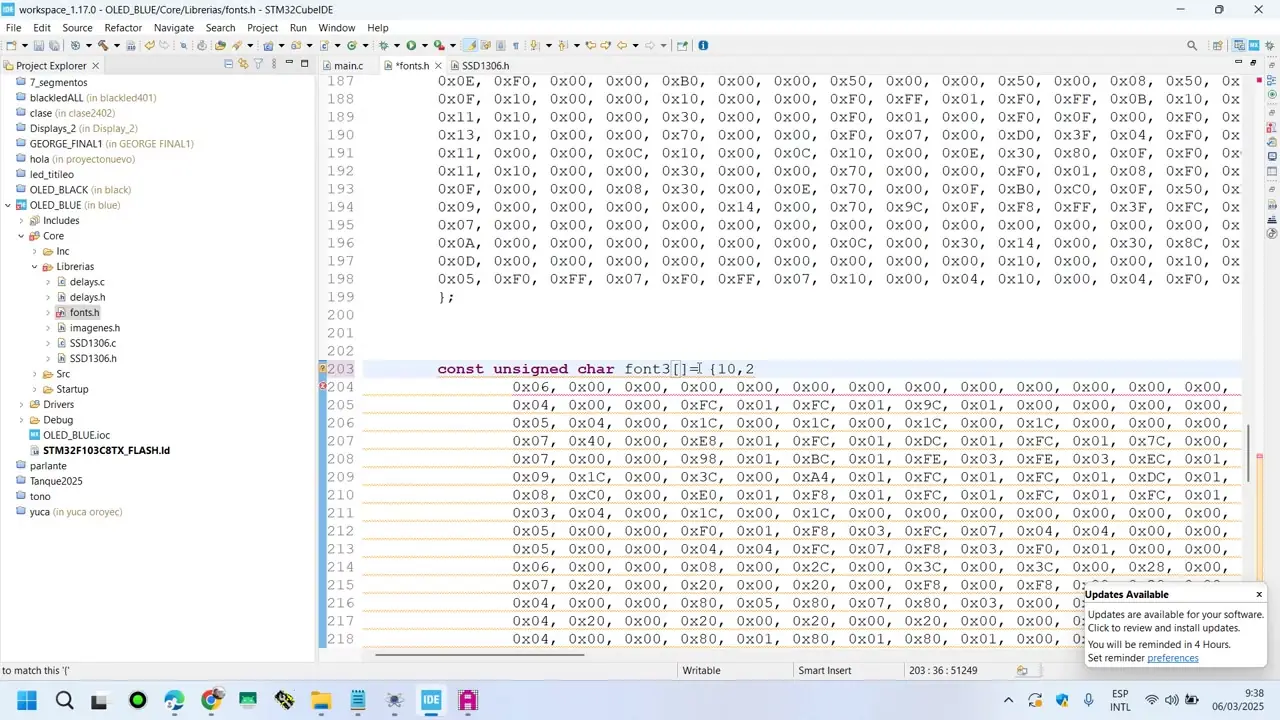 workspace_1.17.0 - OLED_BLUE/Core/Librerias/fonts.h - STM32CubeIDE
File Edit Source Refactor Navigate Search Project Run Window Help
Project Explorer
main.c *fonts.h SSD1306.h
7_segmentos
blackledALL (in blackled401)
clase (in clase2402)
Displays_2 (in Display_2)
GEORGE_FINAL1 (in GEORGE FINAL1)
hola (in proyectonuevo)
led_titileo
OLED_BLACK (in black)
OLED_BLUE (in blue)
Includes
Core
Inc
Librerias
delays.c
delays.h
fonts.h
imagenes.h
SSD1306.c
SSD1306.h
Src
Startup
Drivers
Debug
OLED_BLUE.ioc
STM32F103C8TX_FLASH.ld
parlante
Tanque2025
tono
yuca (in yuca oroyec)
187 0x0E, 0xF0, 0x00, 0x00, 0xB0, 0x00, 0x00, 0x50, 0x00, 0x00, 0x50, 0x00, 0x08, 0x50,
188 0x0F, 0x10, 0x00, 0x00, 0x10, 0x00, 0x00, 0xF0, 0xFF, 0x01, 0xF0, 0xFF, 0x0B, 0x10,
189 0x11, 0x10, 0x00, 0x00, 0x30, 0x00, 0x00, 0xF0, 0x01, 0x00, 0xF0, 0x0F, 0x00, 0xC0,
190 0x13, 0x10, 0x00, 0x00, 0x70, 0x00, 0x00, 0xF0, 0x07, 0x00, 0xD0, 0x3F, 0x04, 0xF0,
191 0x11, 0x00, 0x00, 0x0C, 0x10, 0x00, 0x0C, 0x10, 0x00, 0x0E, 0x30, 0x80, 0x0F, 0xF0,
192 0x11, 0x10, 0x00, 0x00, 0x30, 0x00, 0x00, 0x70, 0x00, 0x00, 0xF0, 0x01, 0x08, 0xF0,
193 0x0F, 0x00, 0x00, 0x08, 0x30, 0x00, 0x0E, 0x70, 0x00, 0x0F, 0xB0, 0xC0, 0x0F, 0x50,
194 0x09, 0x00, 0x00, 0x00, 0x00, 0x14, 0x00, 0x70, 0x9C, 0x0F, 0xF8, 0xFF, 0x3F, 0xFC,
195 0x07, 0x00, 0x00, 0x00, 0x00, 0x00, 0x00, 0x00, 0x00, 0x00, 0x00, 0x00, 0x00, 0xFC,
196 0x0A, 0x00, 0x00, 0x00, 0x00, 0x00, 0x00, 0x0C, 0x00, 0x30, 0x14, 0x00, 0x30, 0x8C,
197 0x0D, 0x00, 0x00, 0x00, 0x00, 0x00, 0x00, 0x00, 0x00, 0x00, 0x10, 0x00, 0x00, 0x10,
198 0x05, 0xF0, 0xFF, 0x07, 0xF0, 0xFF, 0x07, 0x10, 0x00, 0x04, 0x10, 0x00, 0x04, 0xF0,
199 };
200
201
202
203 const unsigned char font3[]= {10,2
204 0x06, 0x00, 0x00, 0x00, 0x00, 0x00, 0x00, 0x00, 0x00, 0x00, 0x00, 0x00, 0x00,
205 0x04, 0x00, 0x00, 0xFC, 0x01, 0xFC, 0x01, 0x9C, 0x01, 0x00, 0x00, 0x00, 0x00,
206 0x05, 0x04, 0x00, 0x1C, 0x00, 0x1C, 0x00, 0x1C, 0x00, 0x1C, 0x00, 0x00, 0x00,
207 0x07, 0x40, 0x00, 0xE8, 0x01, 0xFC, 0x01, 0xDC, 0x01, 0xFC, 0x01, 0x7C, 0x00,
208 0x07, 0x00, 0x00, 0x98, 0x01, 0xBC, 0x01, 0xFE, 0x03, 0xFE, 0x03, 0xEC, 0x01,
209 0x09, 0x1C, 0x00, 0x3C, 0x00, 0xA4, 0x01, 0xFC, 0x01, 0xFC, 0x01, 0xDC, 0x01,
210 0x08, 0xC0, 0x00, 0xE0, 0x01, 0xF8, 0x01, 0xFC, 0x01, 0xFC, 0x01, 0xFC, 0x01,
211 0x03, 0x04, 0x00, 0x1C, 0x00, 0x1C, 0x00, 0x00, 0x00, 0x00, 0x00, 0x00, 0x00,
212 0x05, 0x00, 0x00, 0xF0, 0x01, 0xF8, 0x03, 0xFC, 0x07, 0x04, 0x04, 0x00, 0x00,
213 0x05, 0x00, 0x00, 0x04, 0x04, 0xFC, 0x07, 0xF8, 0x03, 0xF0, 0x01, 0x00, 0x00,
214 0x06, 0x00, 0x00, 0x08, 0x00, 0x2C, 0x00, 0x3C, 0x00, 0x3C, 0x00, 0x28, 0x00,
215 0x07, 0x20, 0x00, 0x20, 0x00, 0x20, 0x00, 0xF8, 0x00, 0xF8,
216 0x04, 0x00, 0x00, 0x80, 0x05, 0x80, 0x07, 0x80, 0x03, 0x00,
217 0x04, 0x20, 0x00, 0x20, 0x00, 0x20, 0x00, 0x20, 0x00, 0x00,
218 0x04, 0x00, 0x00, 0x80, 0x01, 0x80, 0x01, 0x80, 0x01, 0x00,
Updates Available
Updates are available for your software.
Click to review and install updates.
You will be reminded in 4 Hours.
Set reminder preferences
to match this '{' Writable Smart Insert 203 : 36 : 51249
ESP
INTL
9:38
06/03/2025